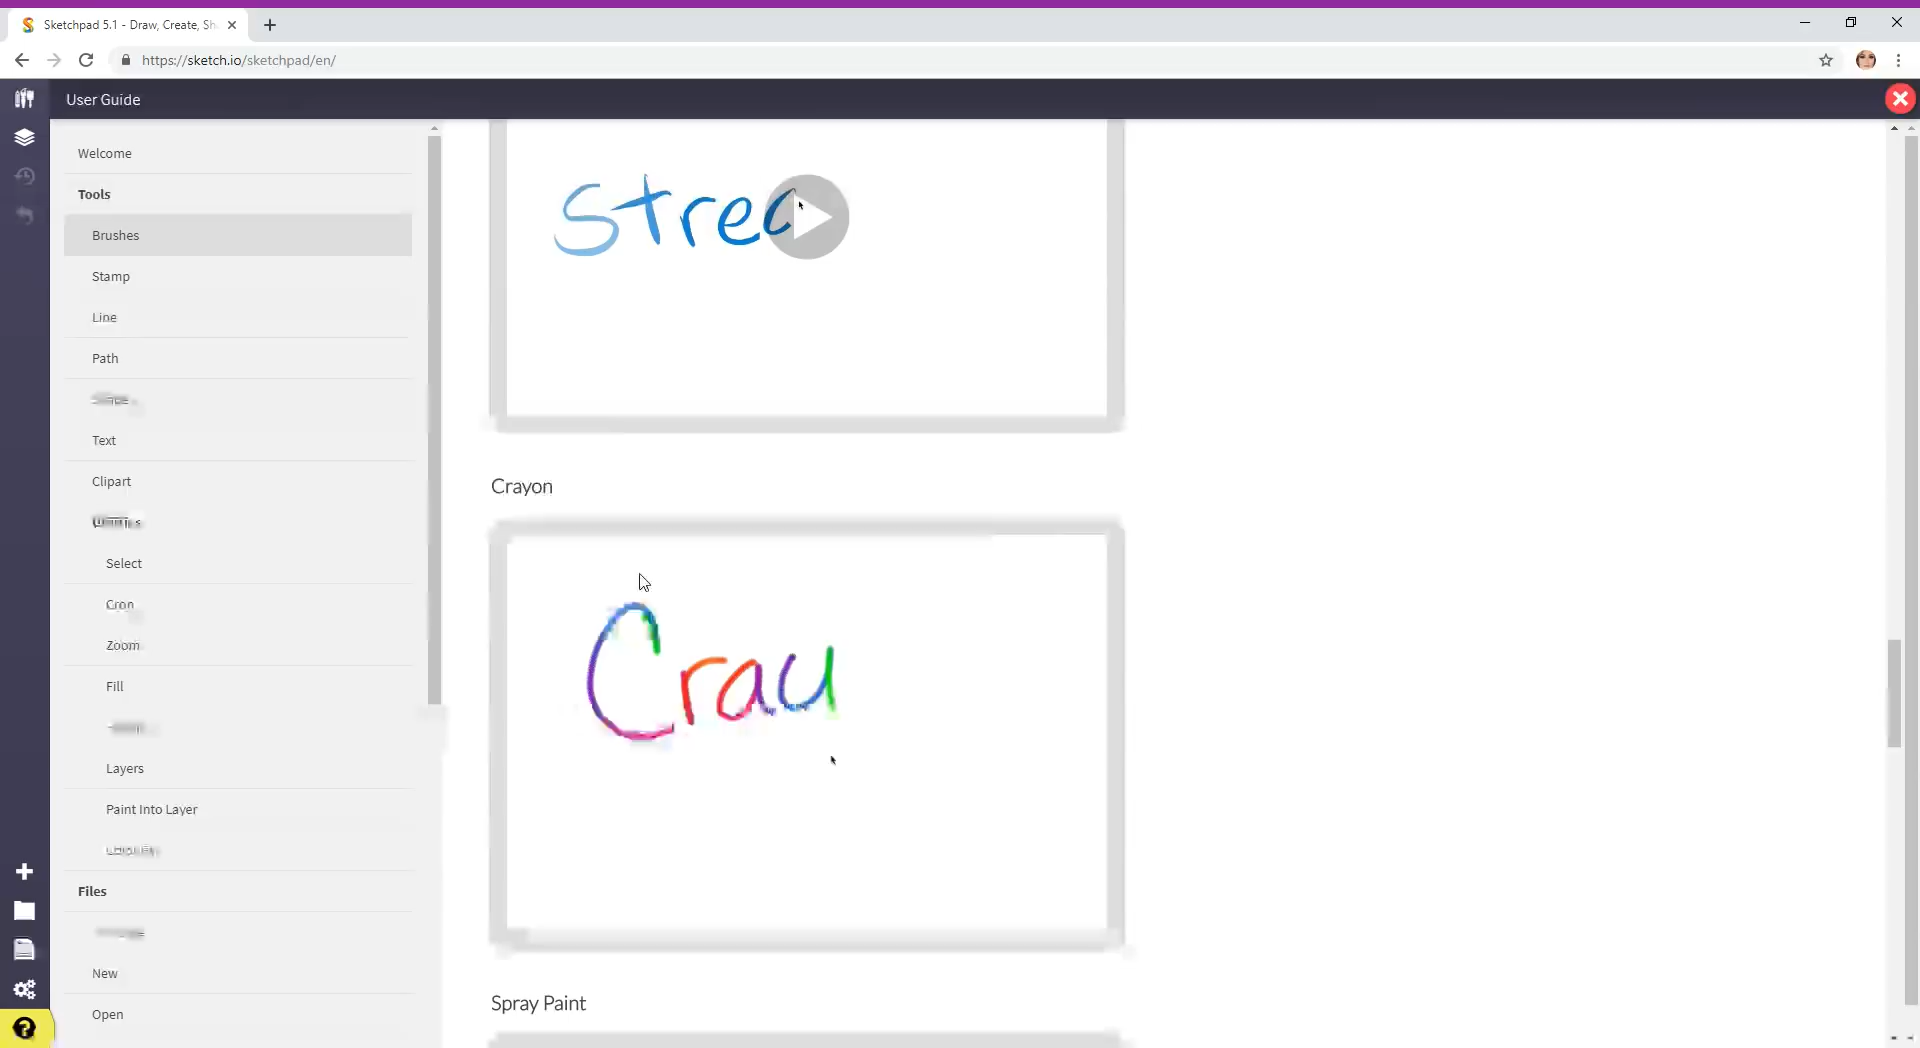 Sketchpad 5.1 - Draw, Create, Sh
https://sketch.io/sketchpad/en/
User Guide
Welcome
Tools
Brushes
Stamp
Line
Path
Text
Clipart
Select
Crop
Zoom
Fill
Layers
Paint Into Layer
Files
New
Open
Strea
Crayon
Crau
Spray Paint